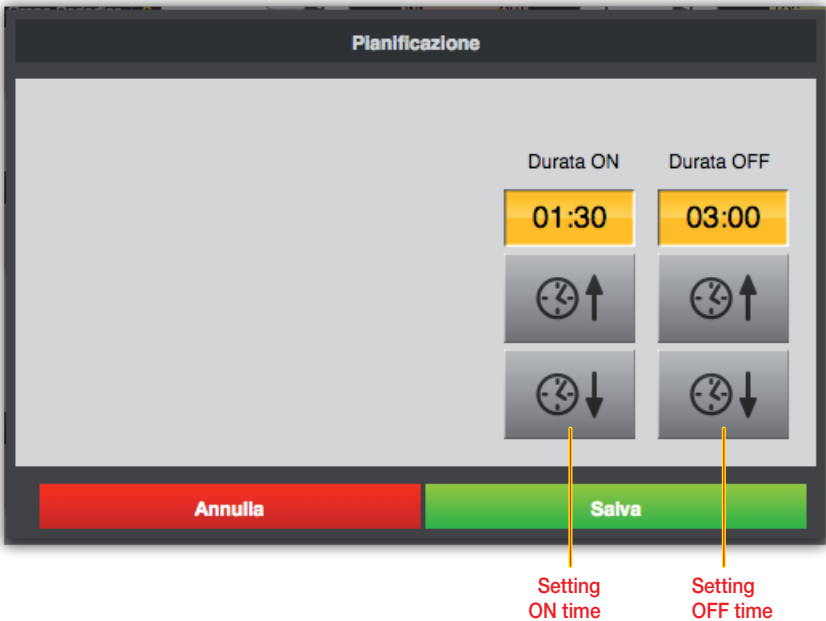 Pianificazione
Durata ON Durata OFF
01:30 03:00
Annulla Salva
Setting Setting
ON time OFF time